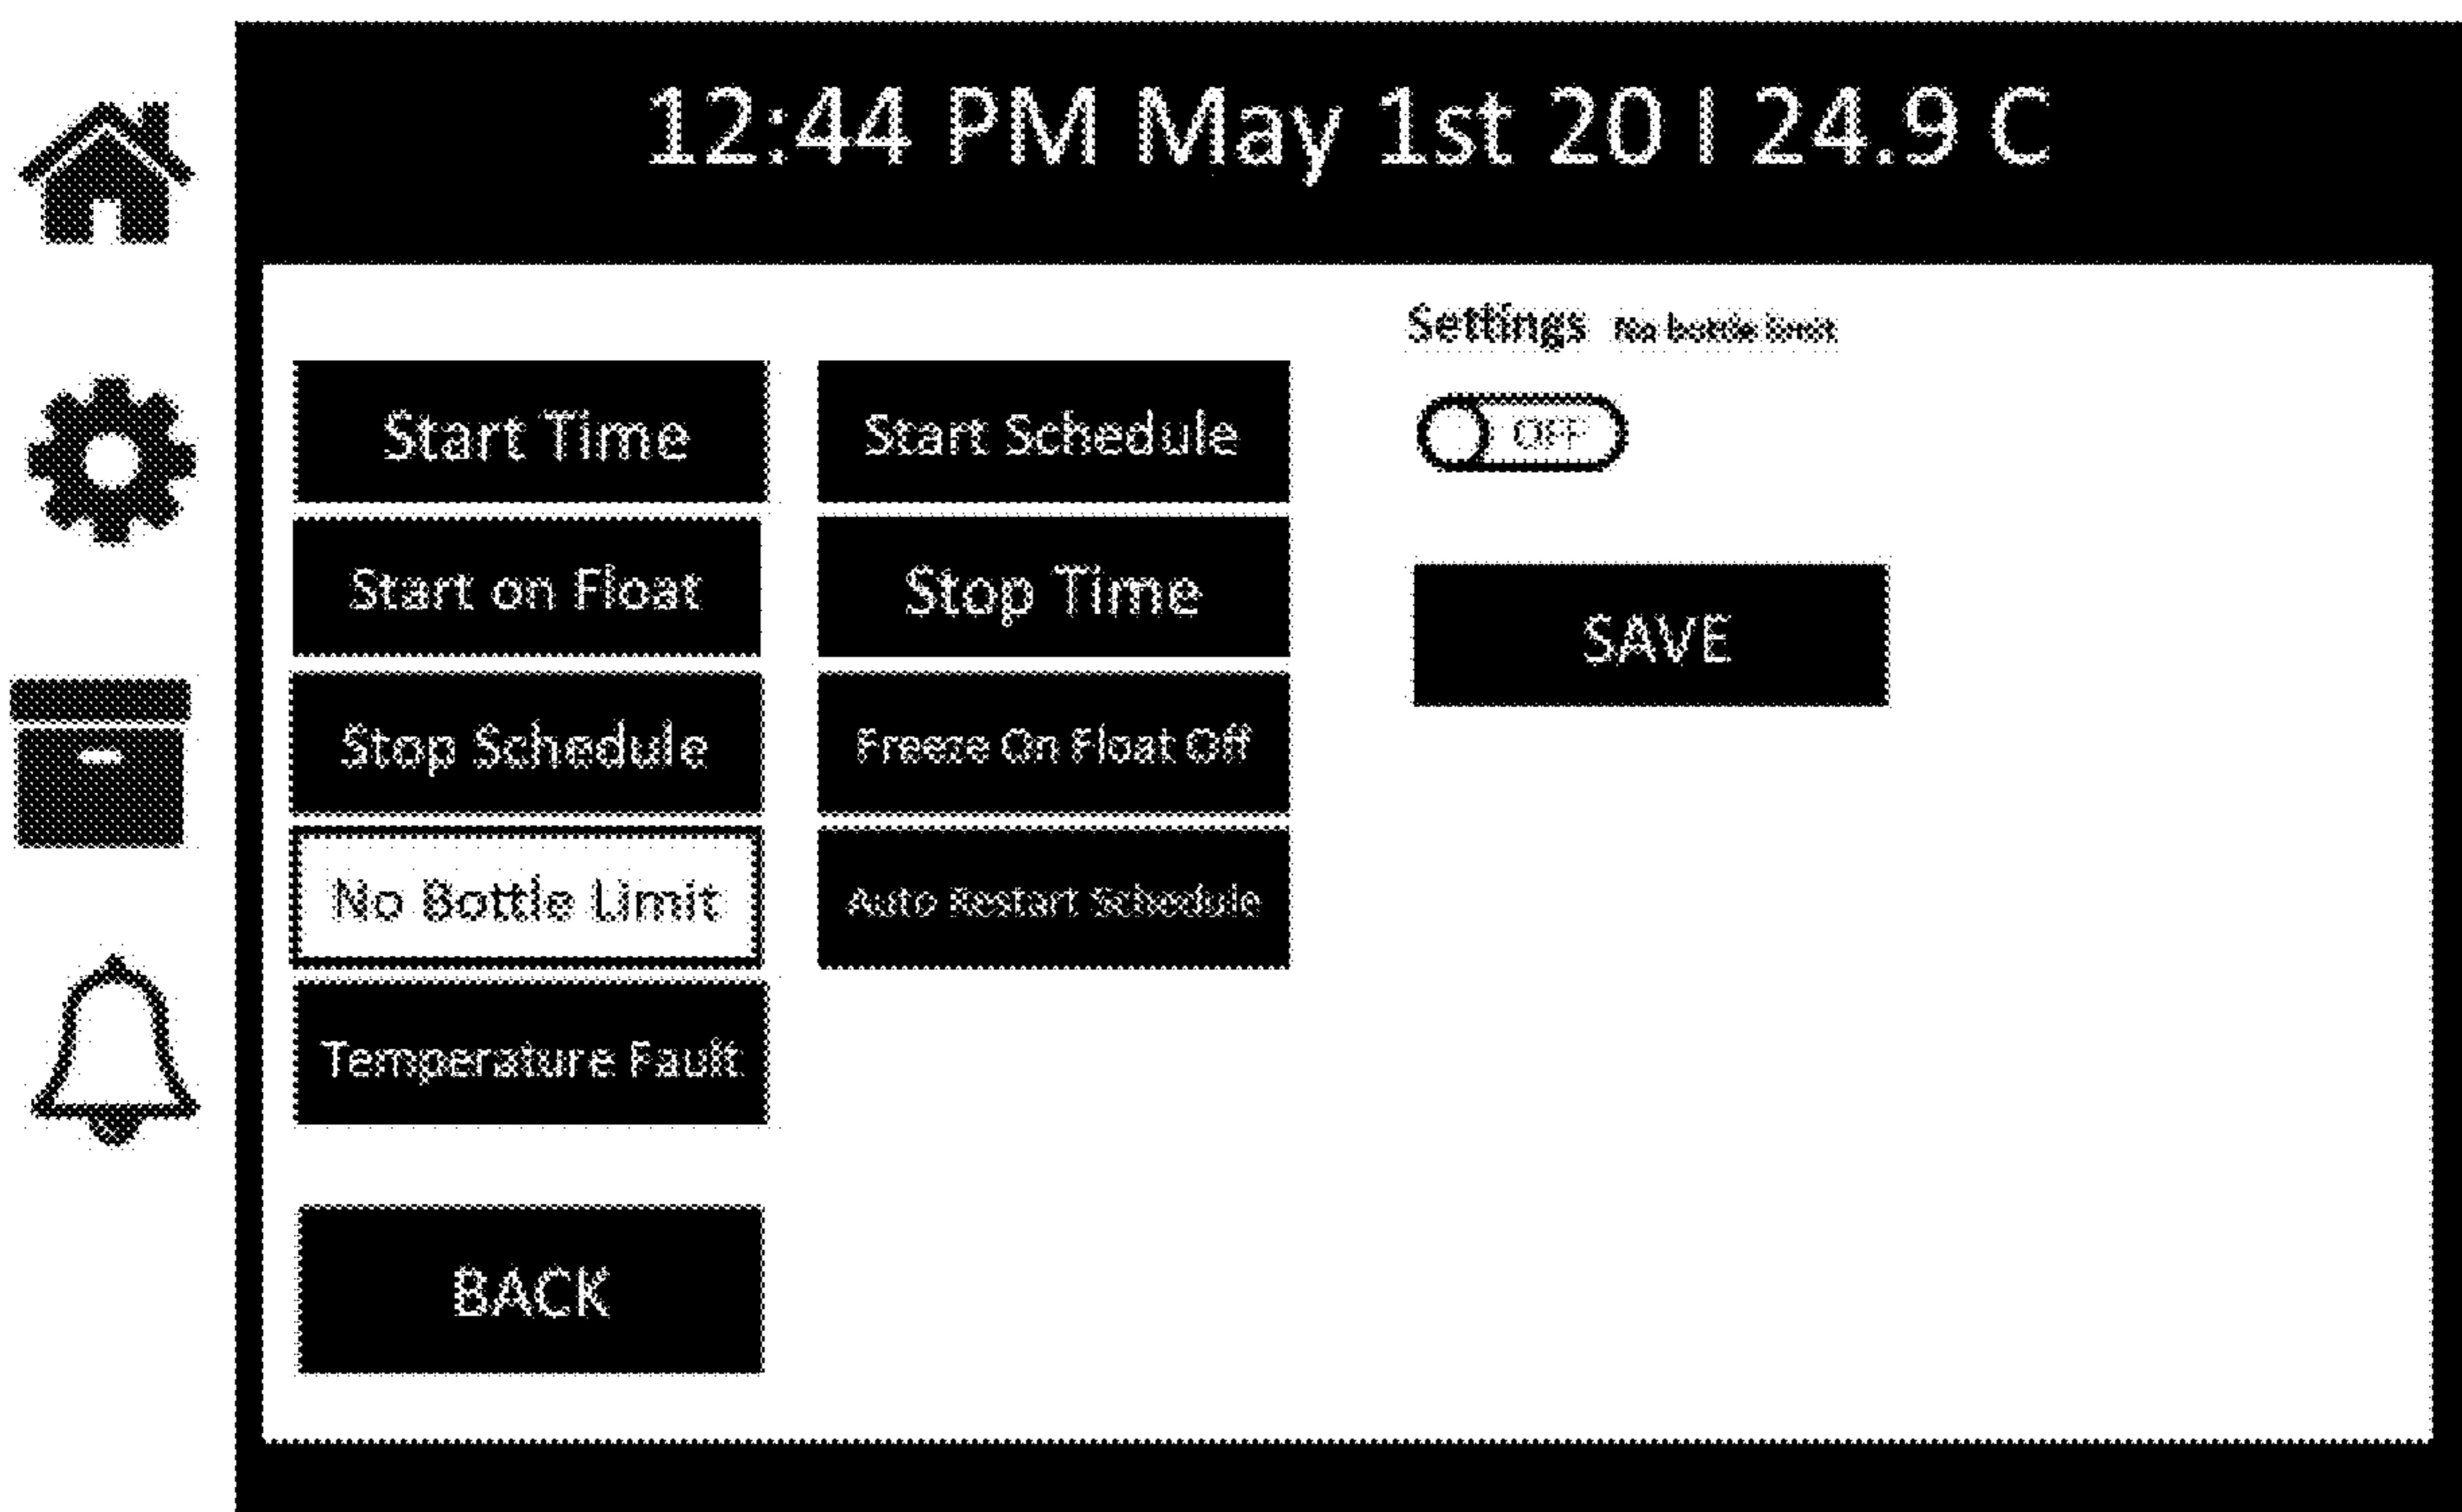 12:44 PM May 1st 20 | 24.9 C
Settings No bottle limit
Start Time
Start Schedule
OFF
Start on Float
Stop Time
SAVE
Stop Schedule
Freeze On Float Off
No Bottle Limit
Auto Restart Schedule
Temperature Fault
BACK